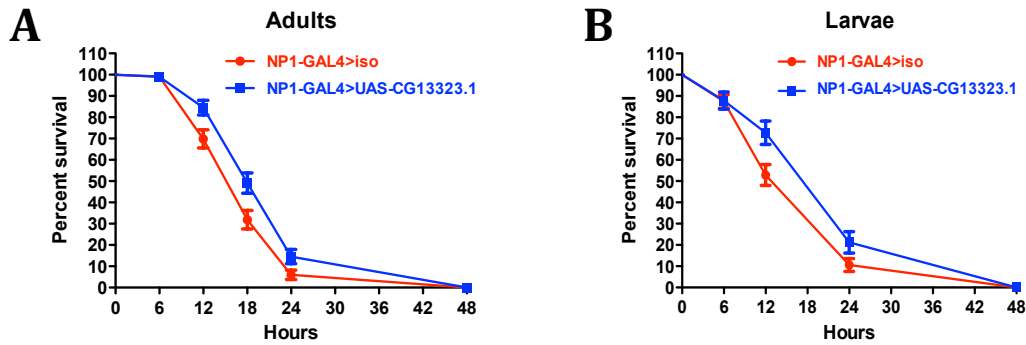 A
Adults
NP1-GAL4>iso
NP1-GAL4>UAS-CG13323.1
Percent survival
110
100
90
80
70
60
50
40
30
20
10
0
0 6 12 18 24 30 36 42 48
Hours
B
Larvae
NP1-GAL4>iso
NP1-GAL4>UAS-CG13323.1
Percent survival
110
100
90
80
70
60
50
40
30
20
10
0
0 6 12 18 24 30 36 42 48
Hours